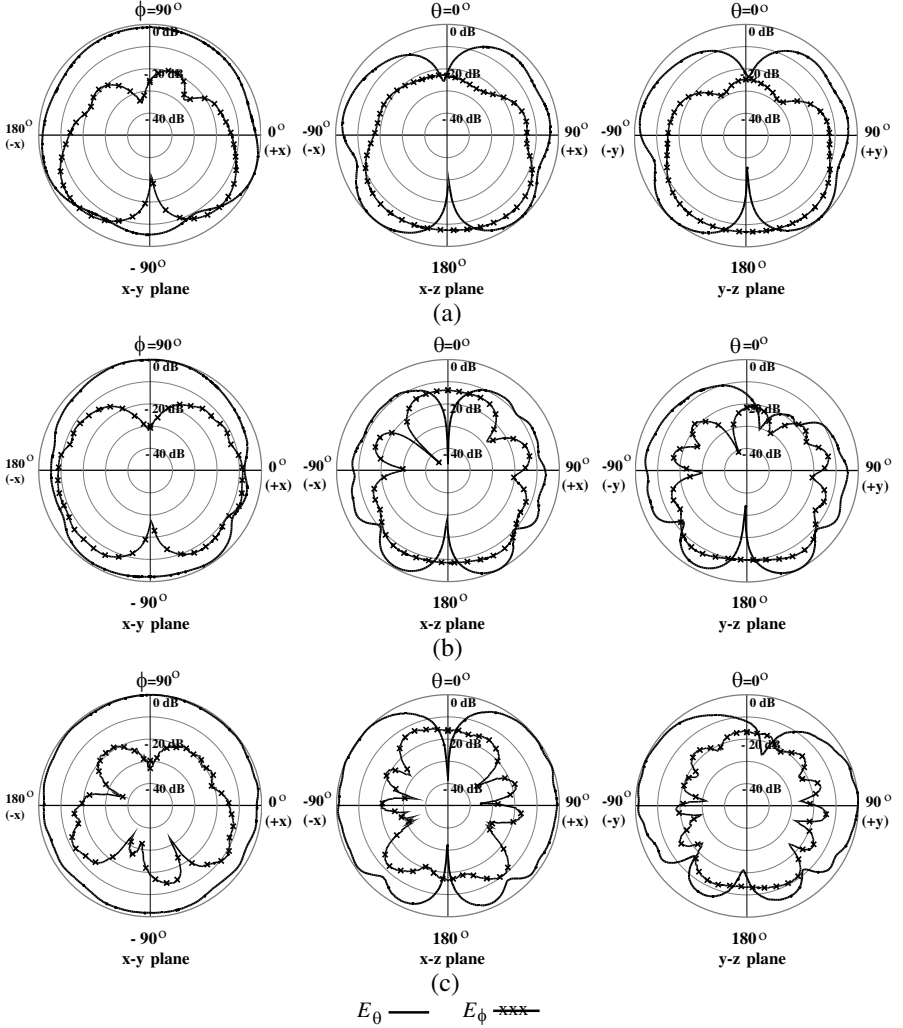 ϕ=90° θ=0° θ=0°
0 dB 0 dB 0 dB
-20 dB -20 dB -20 dB
-40 dB -40 dB -40 dB
180° 0° -90° 90° -90° 90°
(-x) (+x) (-x) (+x) (-y) (+y)
-90° 180° 180°
x-y plane x-z plane y-z plane
(a)
ϕ=90° θ=0° θ=0°
0 dB 0 dB 0 dB
-20 dB -20 dB -20 dB
-40 dB -40 dB -40 dB
180° 0° -90° 90° -90° 90°
(-x) (+x) (-x) (+x) (-y) (+y)
-90° 180° 180°
x-y plane x-z plane y-z plane
(b)
ϕ=90° θ=0° θ=0°
0 dB 0 dB 0 dB
-20 dB -20 dB -20 dB
-40 dB -40 dB -40 dB
180° 0° -90° 90° -90° 90°
(-x) (+x) (-x) (+x) (-y) (+y)
-90° 180° 180°
x-y plane x-z plane y-z plane
(c)
Eθ Eϕ xxx